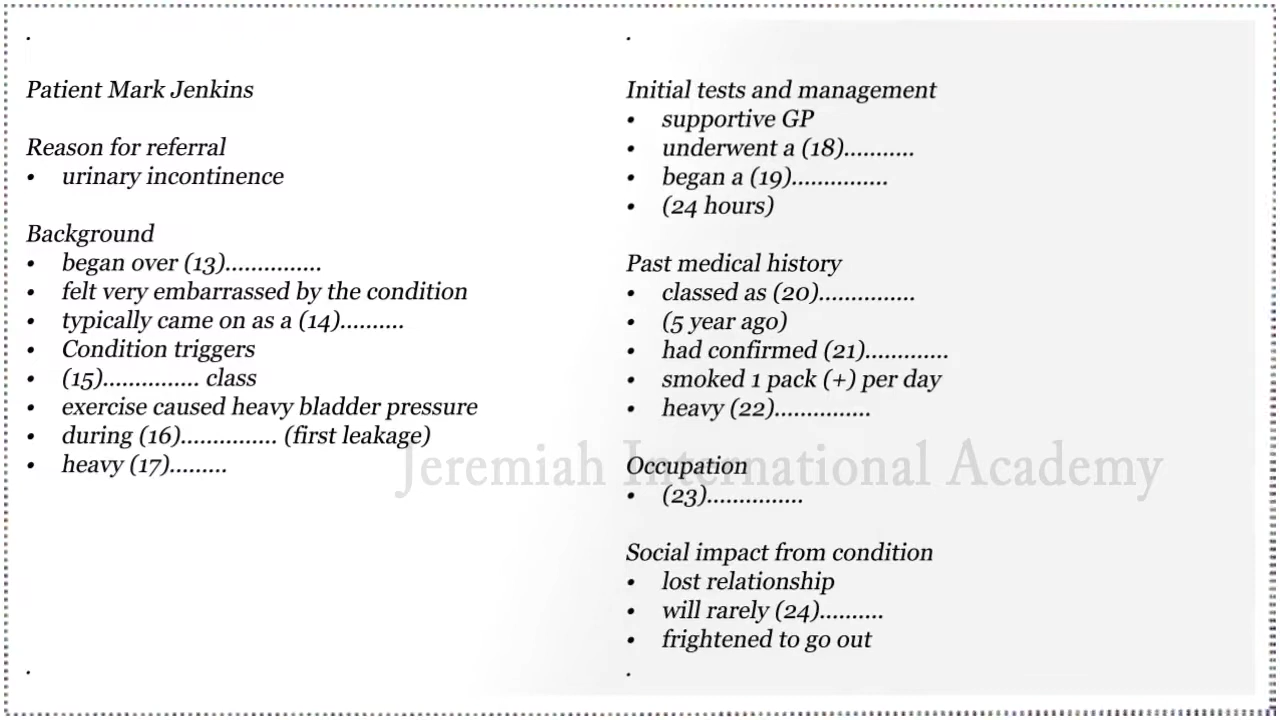 Patient Mark Jenkins
Reason for referral
• urinary incontinence
Background
• began over (13)...............
• felt very embarrassed by the condition
• typically came on as a (14)..........
• Condition triggers
• (15)............... class
• exercise caused heavy bladder pressure
• during (16)............... (first leakage)
• heavy (17).........
Initial tests and management
• supportive GP
• underwent a (18)...........
• began a (19)...............
• (24 hours)
Past medical history
• classed as (20)...............
• (5 year ago)
• had confirmed (21).............
• smoked 1 pack (+) per day
• heavy (22)...............
Occupation
• (23)...............
Social impact from condition
• lost relationship
• will rarely (24)..........
• frightened to go out
Jeremiah International Academy